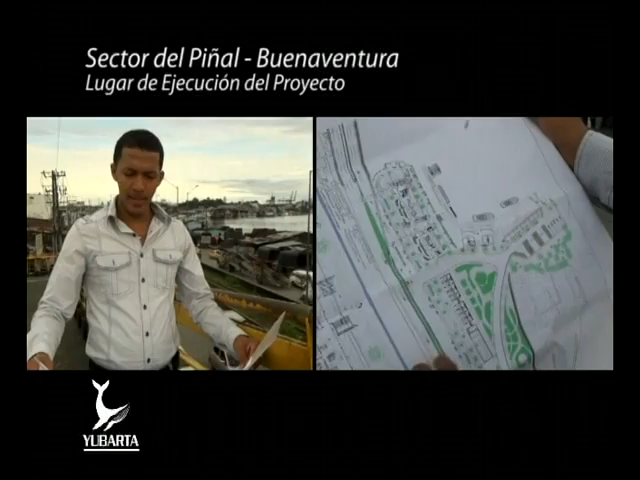 Sector del Piñal - Buenaventura
Lugar de Ejecución del Proyecto
YUBARTA